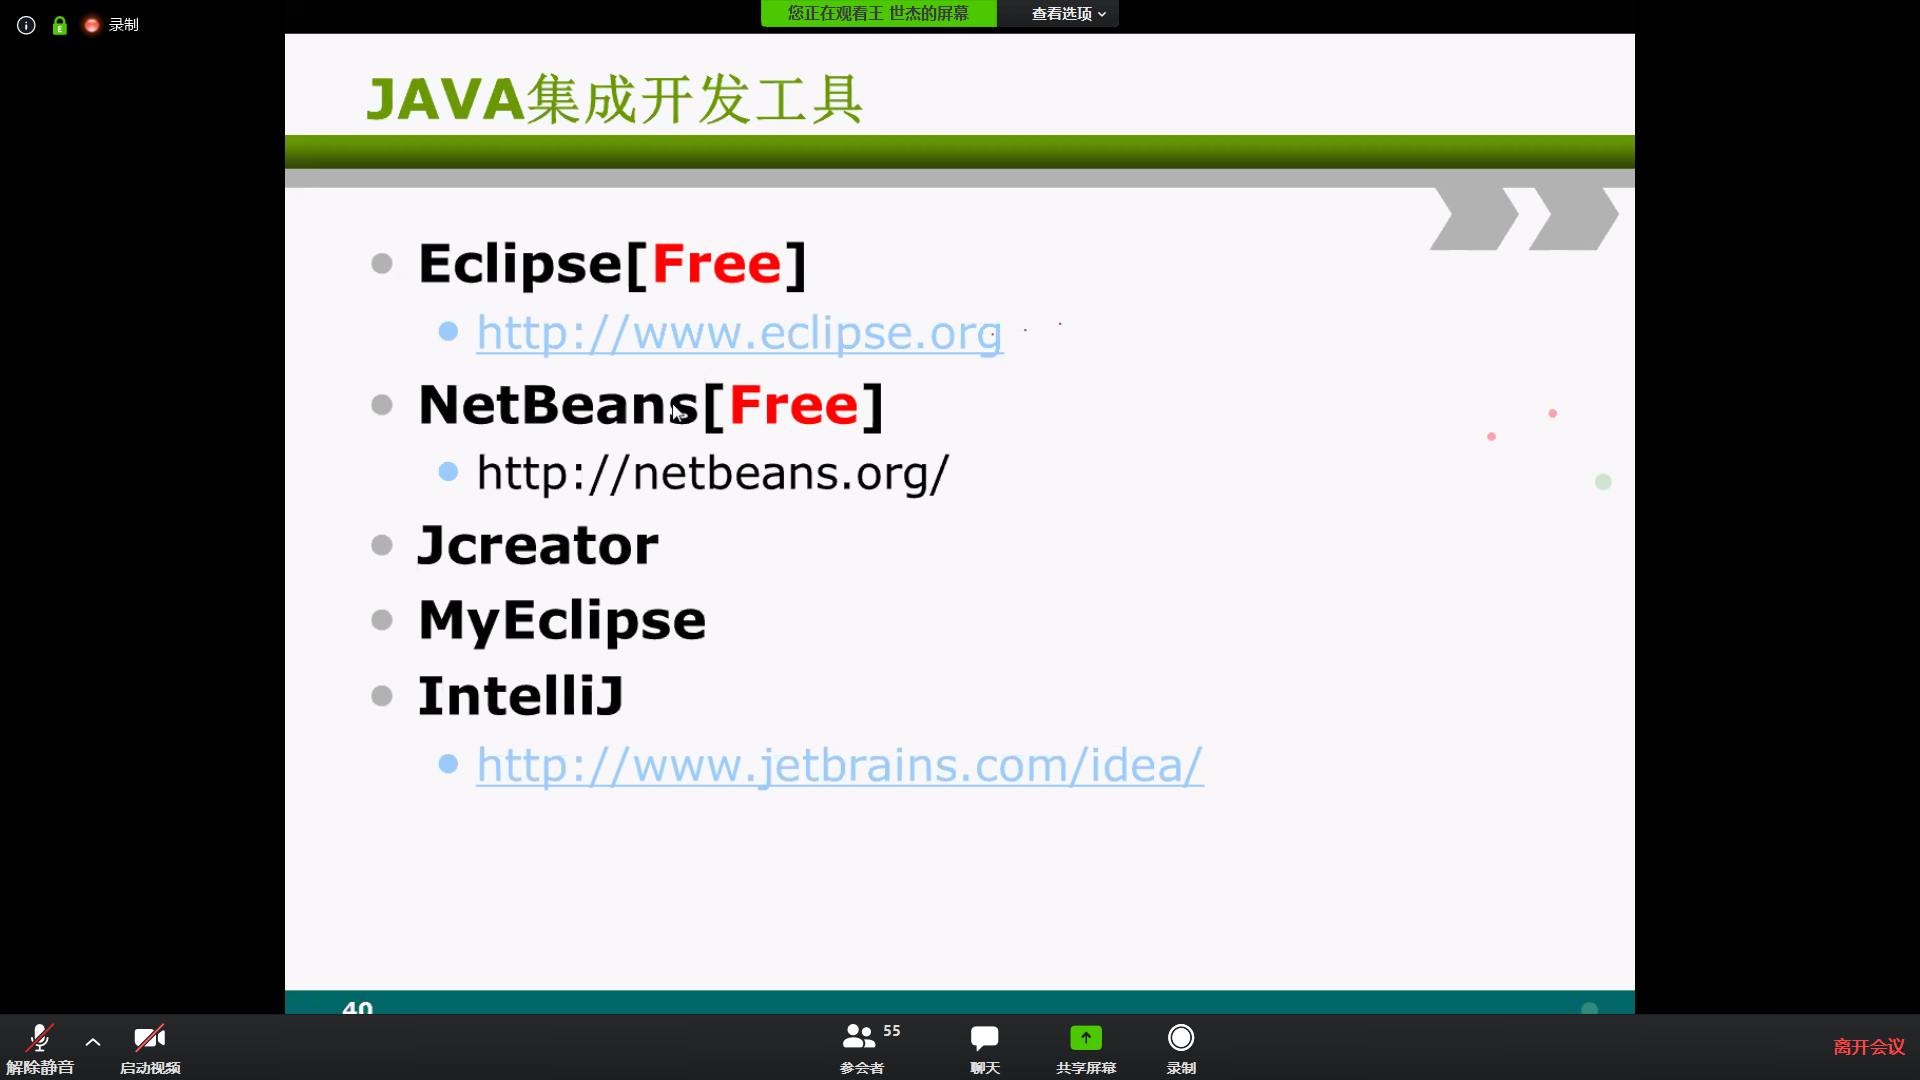 录制
您正在观看王 世杰的屏幕
查看选项
JAVA集成开发工具
Eclipse[Free]
http://www.eclipse.org
NetBeans[Free]
http://netbeans.org/
Jcreator
MyEclipse
IntelliJ
http://www.jetbrains.com/idea/
40
解除静音
启动视频
55
参会者
聊天
共享屏幕
录制
离开会议